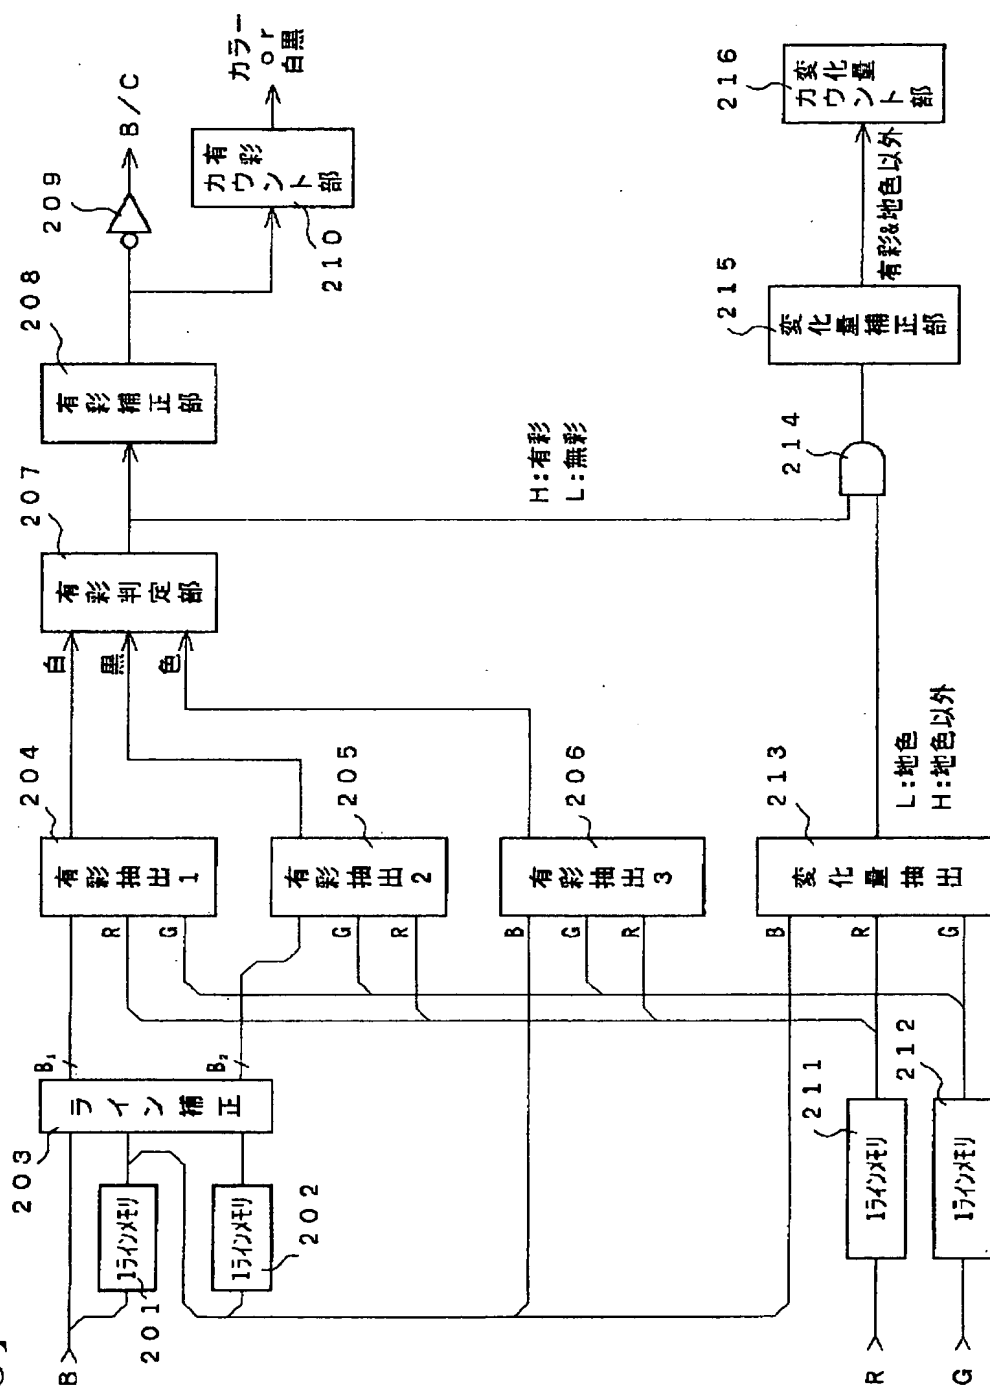 B
1ラインメモリ
201
1ラインメモリ
202
203
ライン補正
B₁
B₂
R
G
204
有彩抽出1
G
R
205
有彩抽出2
B
G
R
206
有彩抽出3
白
黒
色
207
有彩判定部
208
有彩補正部
209
B/C
有彩
カウント部
210
カラー
or
白黒
H:有彩
L:無彩
R
1ラインメモリ
211
G
1ラインメモリ
212
B
R
G
213
変化量抽出
L:地色
H:地色以外
214
215
変化量補正部
有彩&地色以外
216
変化量
カウント部